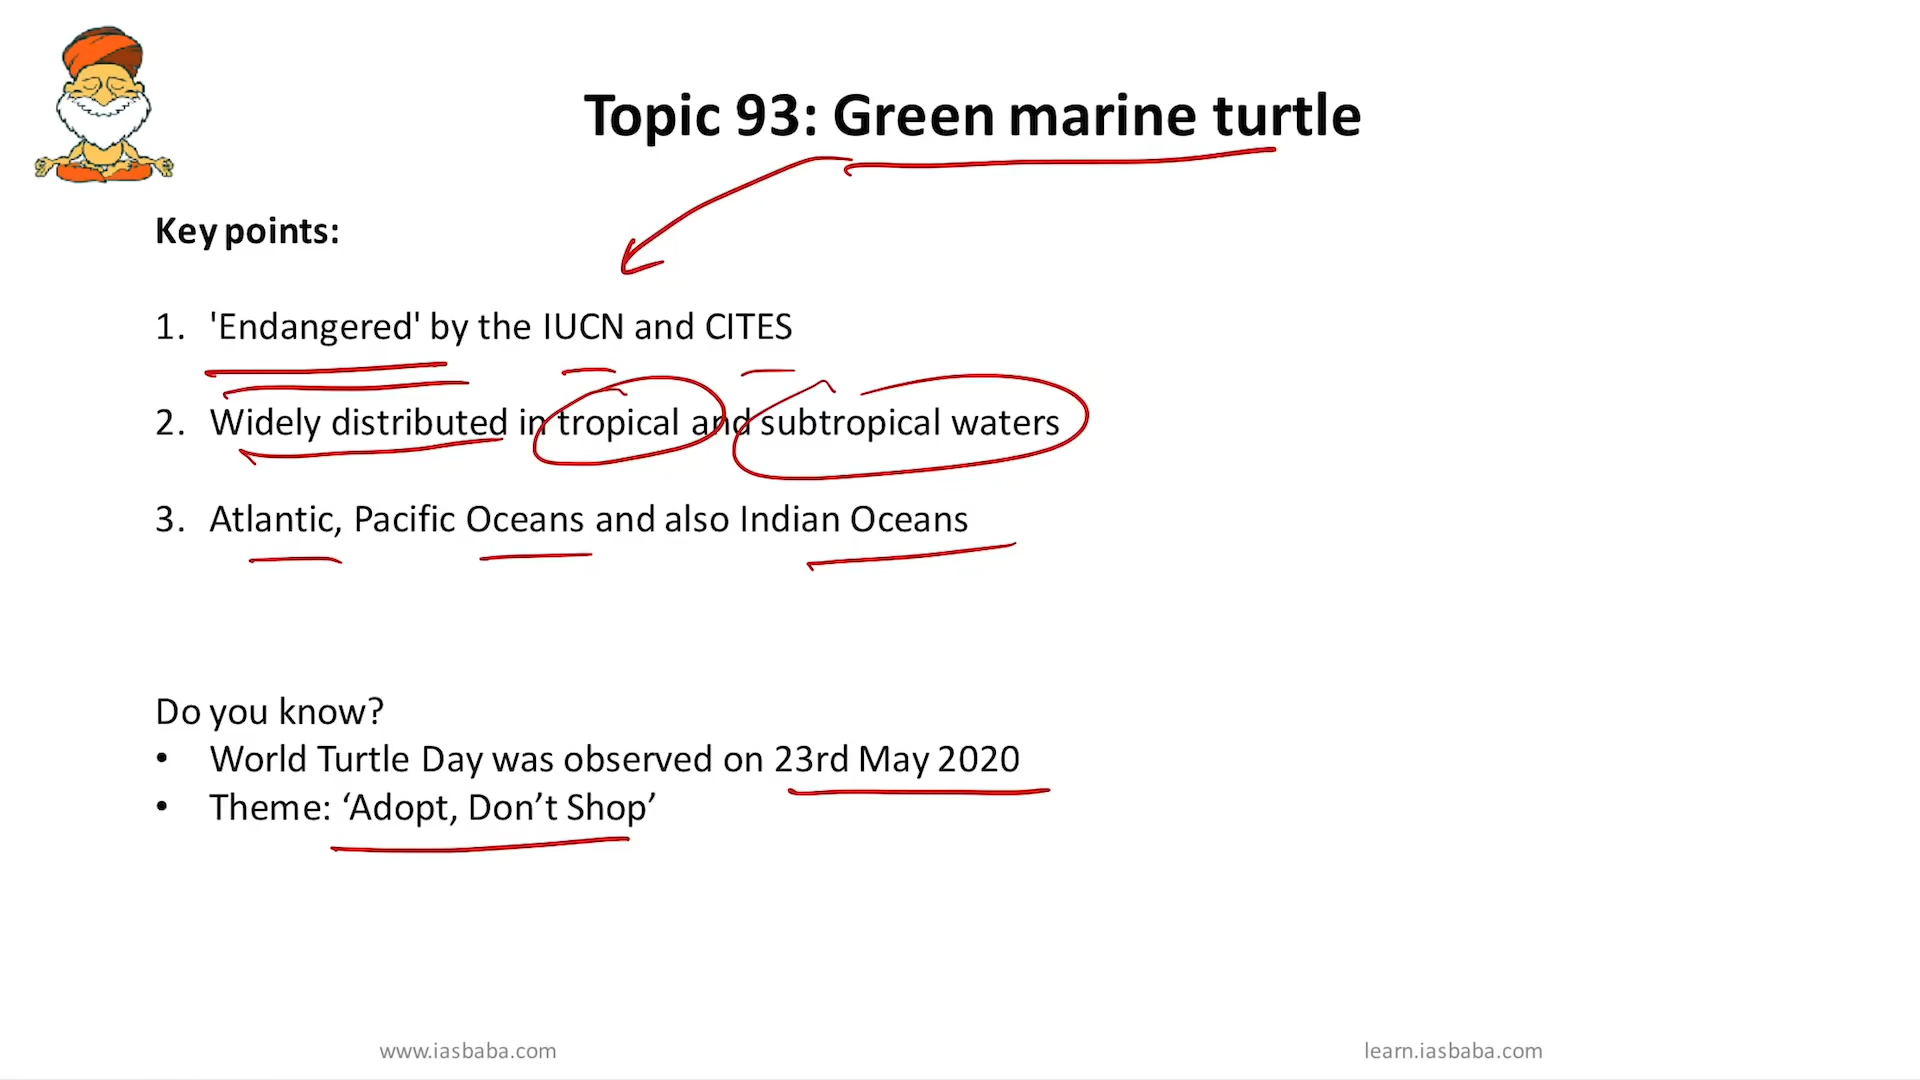 Topic 93: Green marine turtle
Key points:
1. 'Endangered' by the IUCN and CITES
2. Widely distributed in tropical and subtropical waters
3. Atlantic, Pacific Oceans and also Indian Oceans
Do you know?
• World Turtle Day was observed on 23rd May 2020
• Theme: ‘Adopt, Don’t Shop’
www.iasbaba.com
learn.iasbaba.com